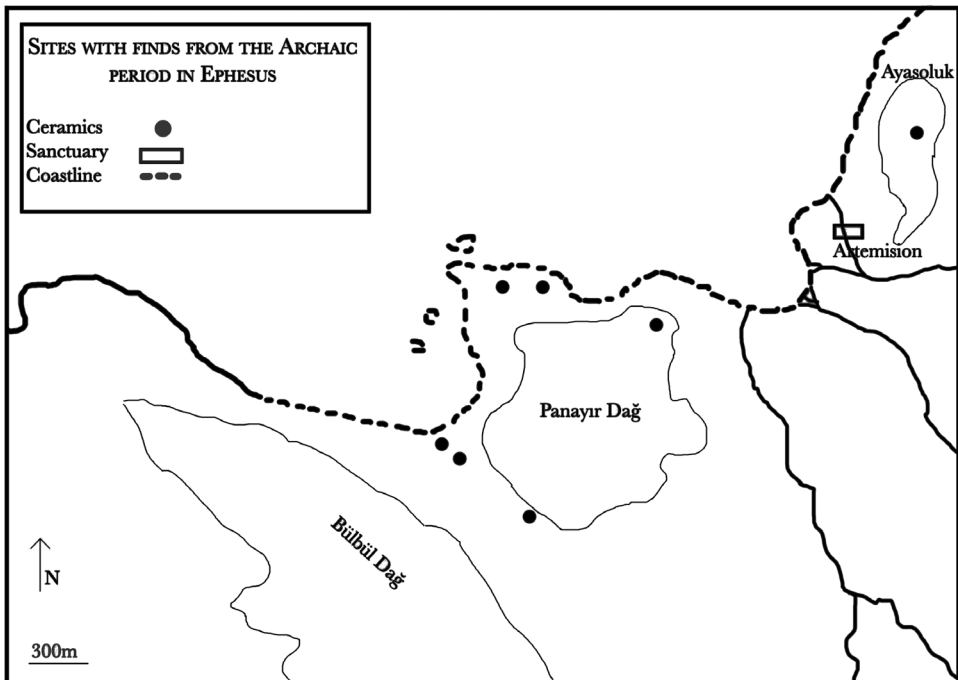 SITES WITH FINDS FROM THE ARCHAIC
PERIOD IN EPHESUS
Ceramics
Sanctuary
Coastline
Ayasoluk
Artemision
Panayır Dağ
Bülbül Dağ
N
300m